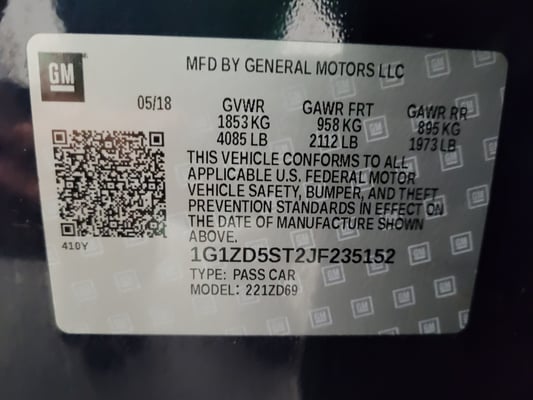 GM
MFD BY GENERAL MOTORS LLC
05/18 GVWR GAWR FRT GAWR RR
1853 KG 958 KG 895 KG
4085 LB 2112 LB 1973 LB
THIS VEHICLE CONFORMS TO ALL
APPLICABLE U.S. FEDERAL MOTOR
VEHICLE SAFETY, BUMPER, AND THEFT
PREVENTION STANDARDS IN EFFECT ON
THE DATE OF MANUFACTURE SHOWN
ABOVE.
410Y
1G1ZD5ST2JF235152
TYPE: PASS CAR
MODEL: 221ZD69